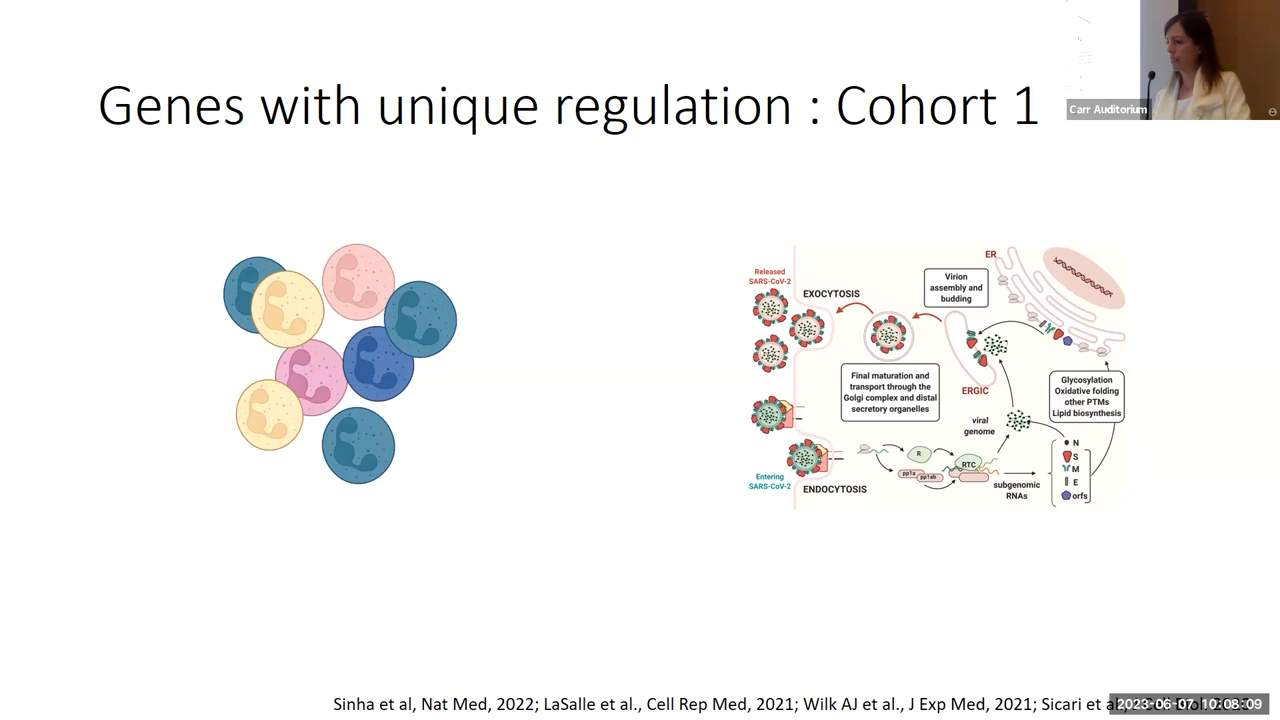 Genes with unique regulation : Cohort 1
Carr Auditorium
Released
SARS-CoV-2
EXOCYTOSIS
Virion
assembly and
budding
ER
Final maturation and
transport through the
Golgi complex and distal
secretory organelles
ERGIC
Glycosylation
Oxidative folding
other PTMs
Lipid biosynthesis
viral
genome
Entering
SARS-CoV-2
ENDOCYTOSIS
R
pp1a
pp1ab
RTC
subgenomic
RNAs
N
S
M
E
orfs
Sinha et al, Nat Med, 2022; LaSalle et al., Cell Rep Med, 2021; Wilk AJ et al., J Exp Med, 2021; Sicari et al
2023-06-07 10:08:09